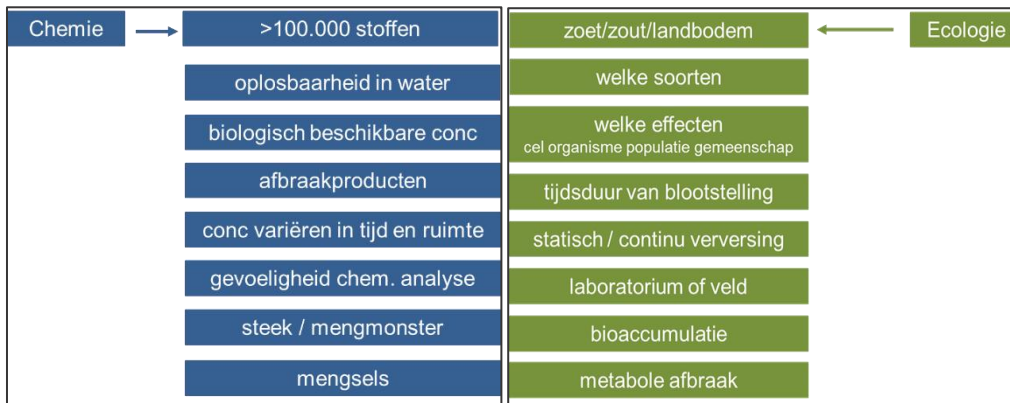 Chemie
>100.000 stoffen
oplosbaarheid in water
biologisch beschikbare conc
afbraakproducten
conc variëren in tijd en ruimte
gevoeligheid chem. analyse
steek / mengmonster
mengsels
zoet/zout/landbodem
Ecologie
welke soorten
welke effecten
cel organisme populatie gemeenschap
tijdsduur van blootstelling
statisch / continu verversing
laboratorium of veld
bioaccumulatie
metabole afbraak